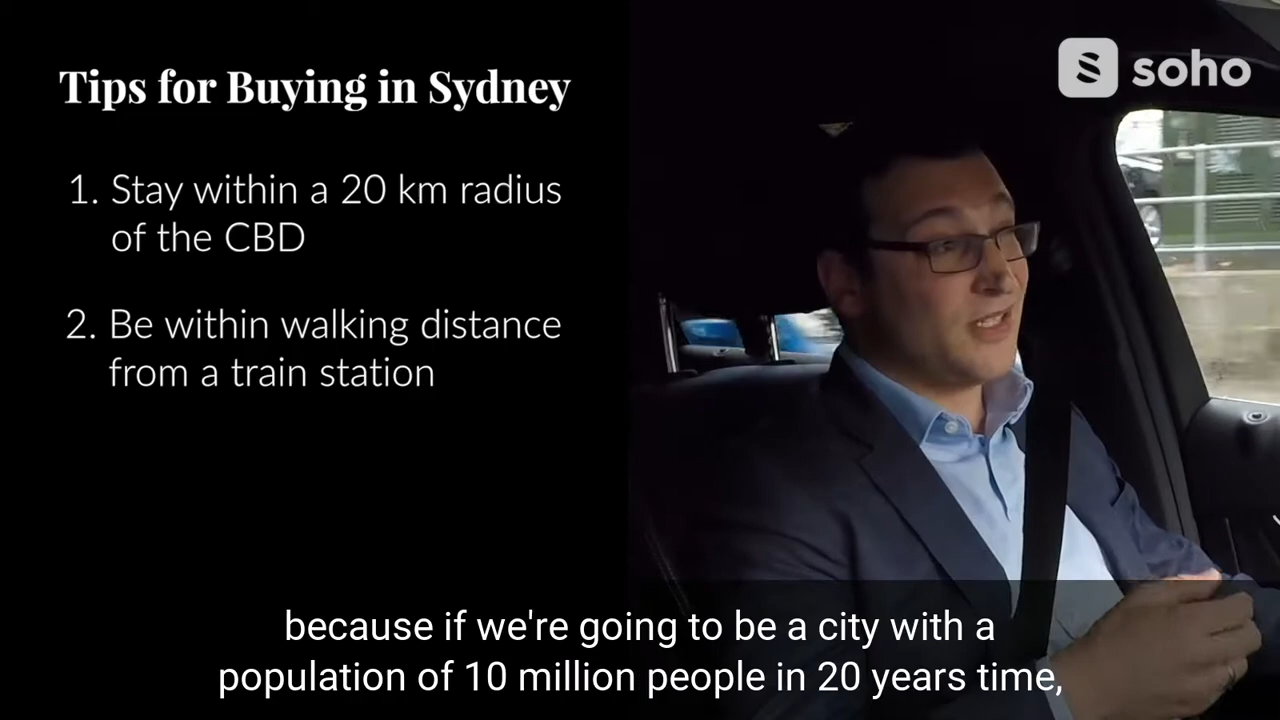 Tips for Buying in Sydney
soho
1. Stay within a 20 km radius
of the CBD
2. Be within walking distance
from a train station
because if we're going to be a city with a
population of 10 million people in 20 years time,